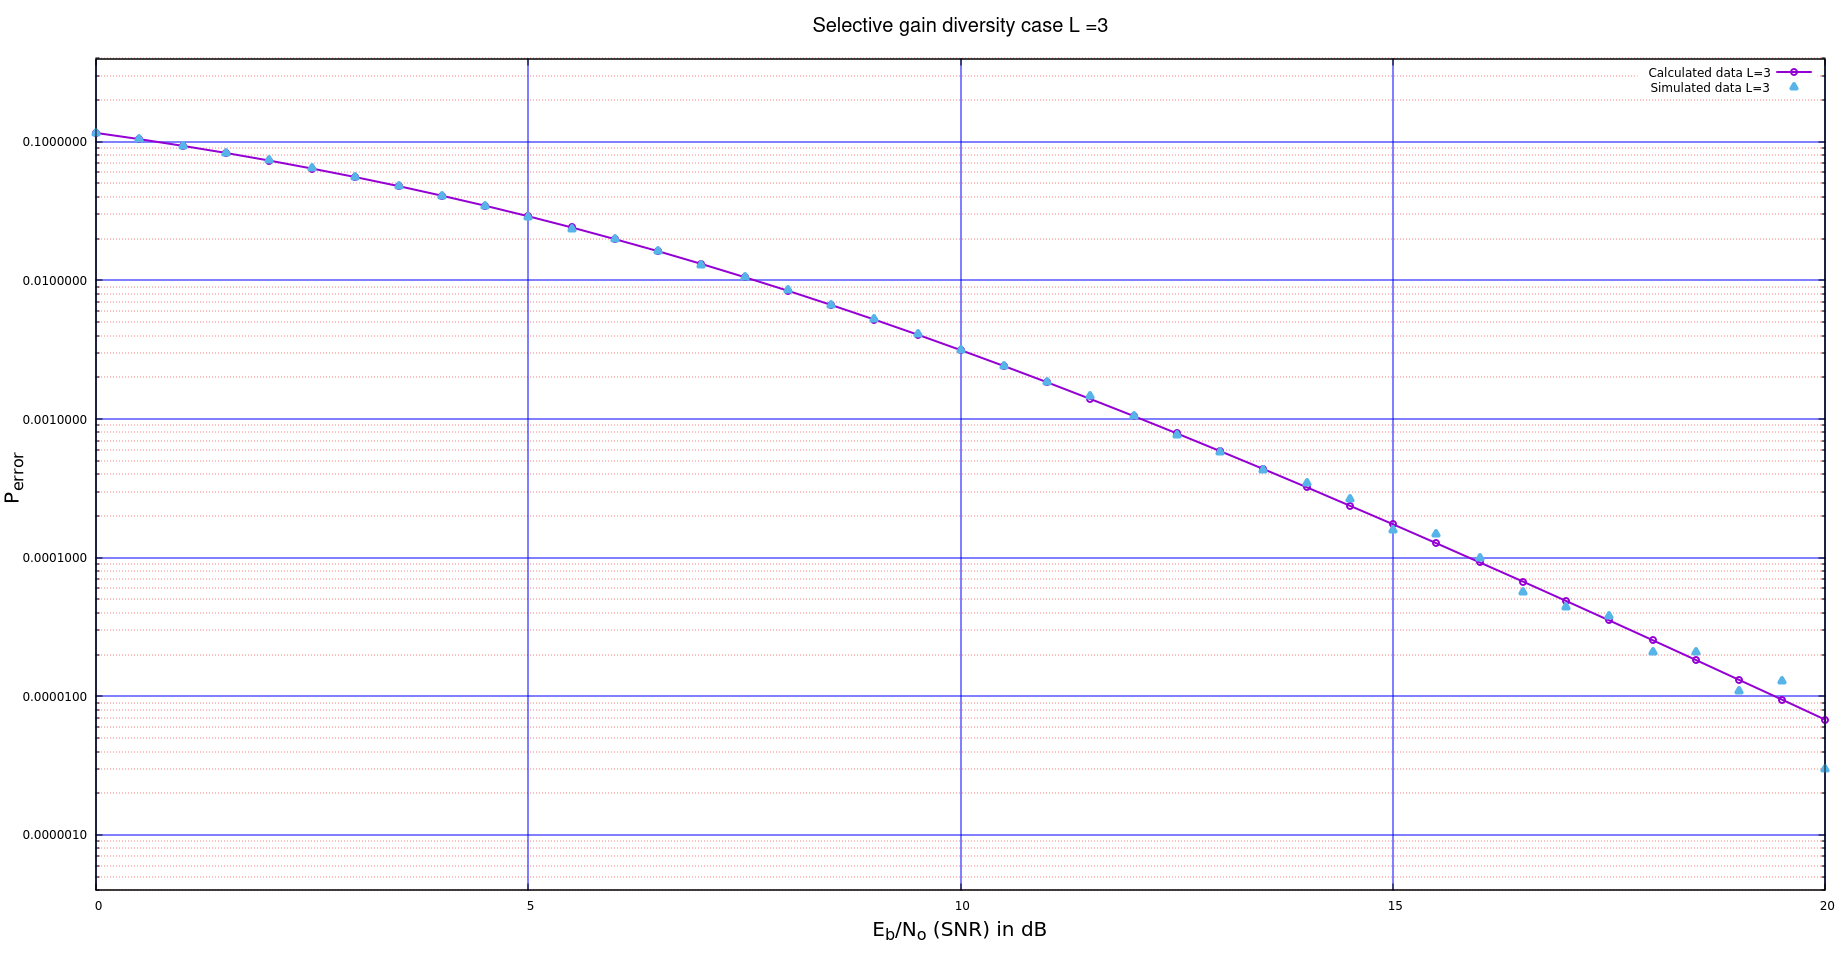 Selective gain diversity case L =3
Calculated data L=3
Simulated data L=3
0.1000000
0.0100000
0.0010000
0.0001000
0.0000100
0.0000010
Perror
0 5 10 15 20
Eb/No (SNR) in dB